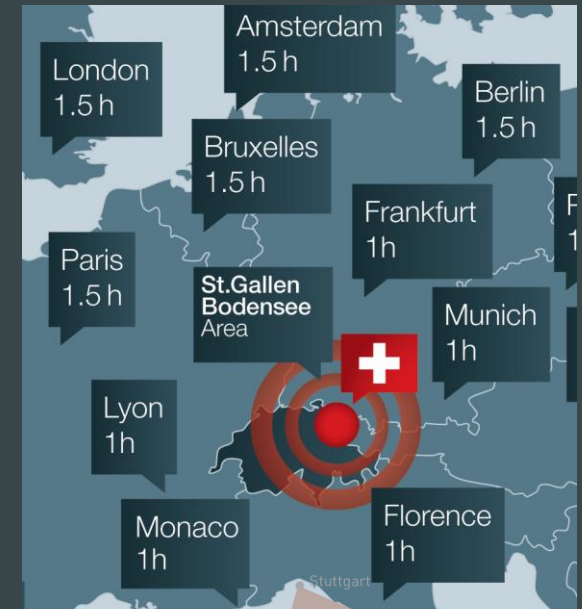 Amsterdam
1.5 h
London
1.5 h
Berlin
1.5 h
Bruxelles
1.5 h
Frankfurt
1h
Paris
1.5 h
St.Gallen
Bodensee
Area
Munich
1h
Lyon
1h
Monaco
1h
Florence
1h
Stuttgart